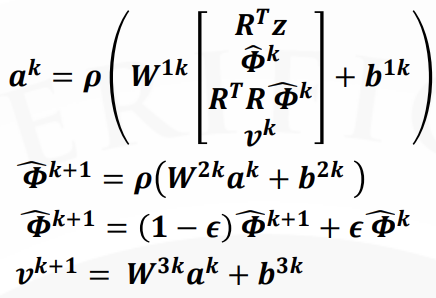 a^k = ρ( W^{1k} [ R^T z ; Φ̂^k ; R^T R Φ̂^k ; v^k ] + b^{1k} )
Φ̂^{k+1} = ρ(W^{2k}a^k + b^{2k} )
Φ̂^{k+1} = (1 − ϵ) Φ̂^{k+1} + ϵ Φ̂^k
v^{k+1} = W^{3k}a^k + b^{3k}